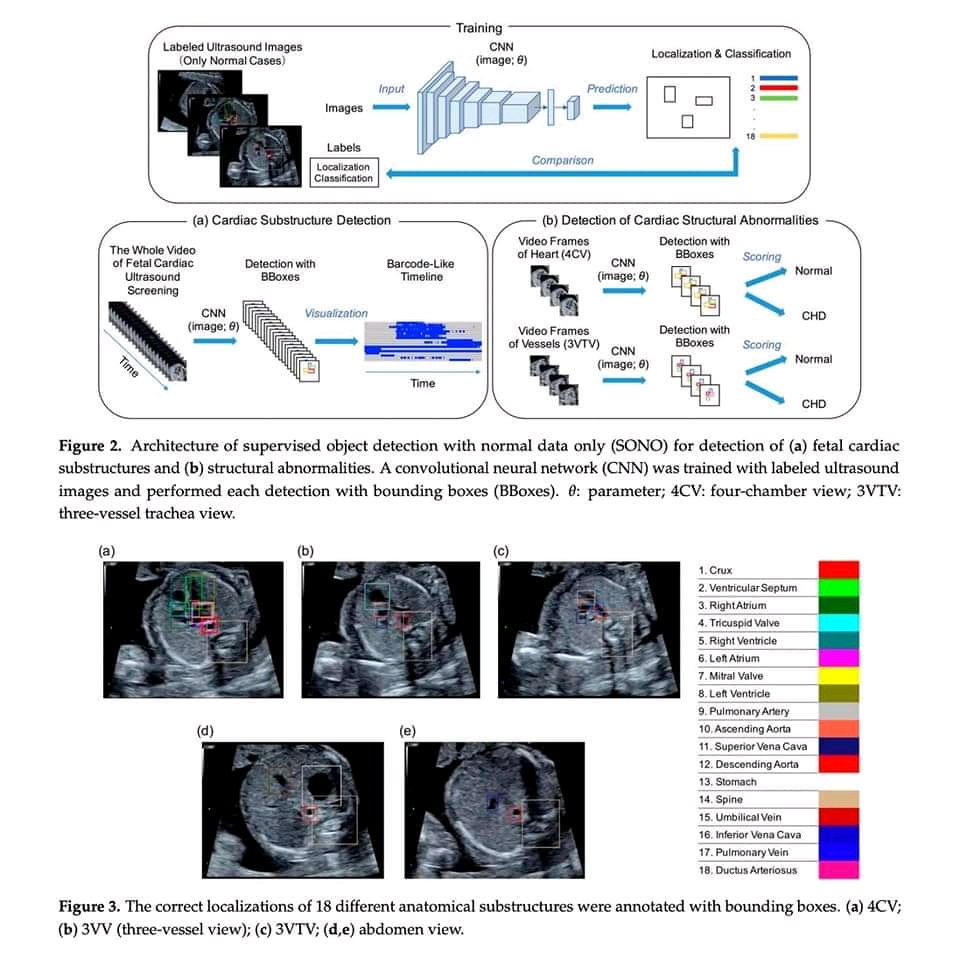 Training
Labeled Ultrasound Images
(Only Normal Cases)
CNN
(image; θ)
Localization & Classification
Input
Prediction
Images
1
2
3
.
.
.
18
Labels
Localization
Classification
Comparison
(a) Cardiac Substructure Detection
The Whole Video
of Fetal Cardiac
Ultrasound
Screening
Detection with
BBoxes
Barcode-Like
Timeline
CNN
(image; θ)
Visualization
Time
Time
(b) Detection of Cardiac Structural Abnormalities
Video Frames
of Heart (4CV)
CNN
(image; θ)
Detection with
BBoxes
Scoring
Normal
CHD
Video Frames
of Vessels (3VTV)
CNN
(image; θ)
Detection with
BBoxes
Scoring
Normal
CHD
Figure 2. Architecture of supervised object detection with normal data only (SONO) for detection of (a) fetal cardiac
substructures and (b) structural abnormalities. A convolutional neural network (CNN) was trained with labeled ultrasound
images and performed each detection with bounding boxes (BBoxes). θ: parameter; 4CV: four-chamber view; 3VTV:
three-vessel trachea view.
(a)
(b)
(c)
(d)
(e)
1. Crux
2. Ventricular Septum
3. Right Atrium
4. Tricuspid Valve
5. Right Ventricle
6. Left Atrium
7. Mitral Valve
8. Left Ventricle
9. Pulmonary Artery
10. Ascending Aorta
11. Superior Vena Cava
12. Descending Aorta
13. Stomach
14. Spine
15. Umbilical Vein
16. Inferior Vena Cava
17. Pulmonary Vein
18. Ductus Arteriosus
Figure 3. The correct localizations of 18 different anatomical substructures were annotated with bounding boxes. (a) 4CV;
(b) 3VV (three-vessel view); (c) 3VTV; (d,e) abdomen view.